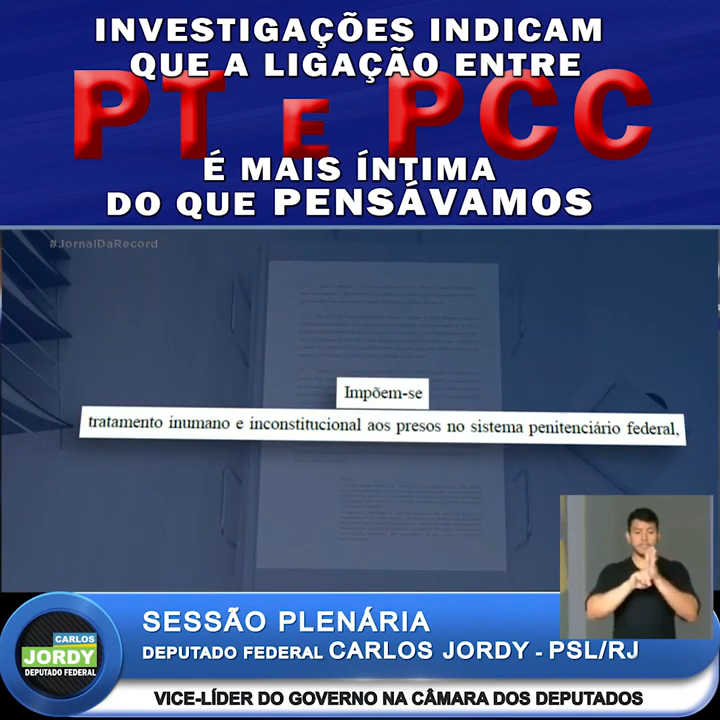 INVESTIGAÇÕES INDICAM
QUE A LIGAÇÃO ENTRE
PT E PCC
É MAIS ÍNTIMA
DO QUE PENSÁVAMOS
#JornalDaRecord
Impõem-se
tratamento inumano e inconstitucional aos presos no sistema penitenciário federal,
CARLOS
JORDY
DEPUTADO FEDERAL
SESSÃO PLENÁRIA
DEPUTADO FEDERAL CARLOS JORDY - PSL/RJ
VICE-LÍDER DO GOVERNO NA CÂMARA DOS DEPUTADOS